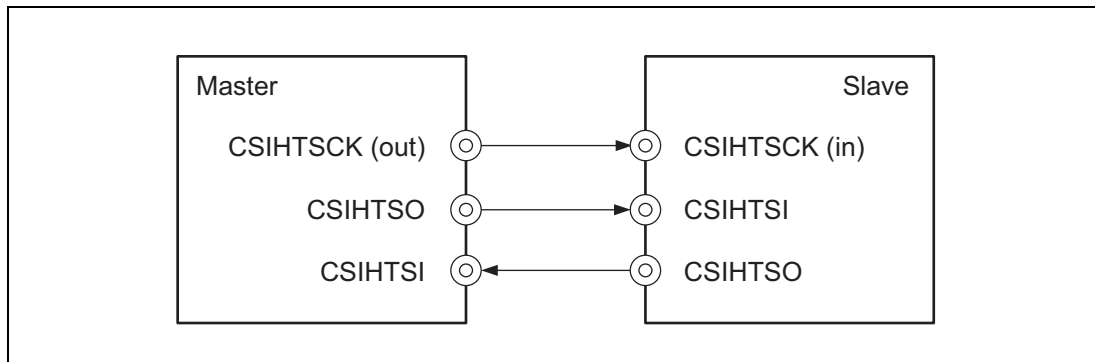 Master
Slave
CSIHTSCK (out)
CSIHTSCK (in)
CSIHTSO
CSIHTSI
CSIHTSI
CSIHTSO